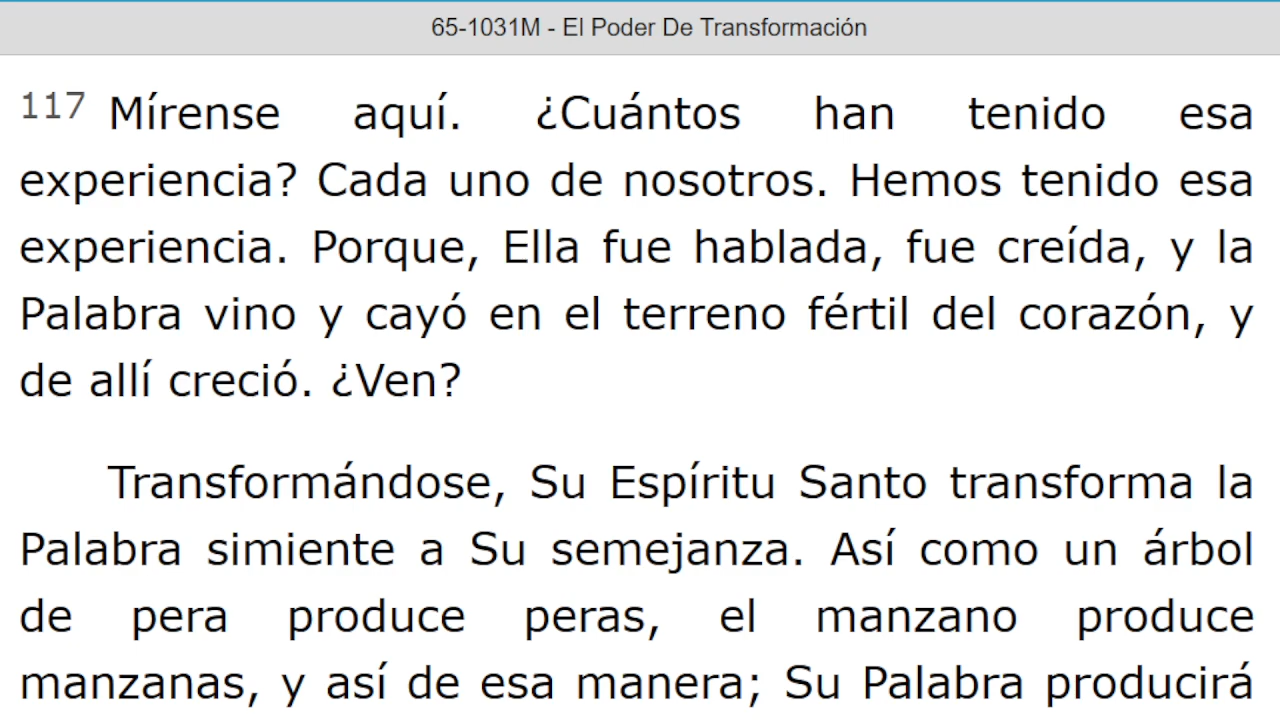 65-1031M - El Poder De Transformación
117 Mírense aquí. ¿Cuántos han tenido esa
experiencia? Cada uno de nosotros. Hemos tenido esa
experiencia. Porque, Ella fue hablada, fue creída, y la
Palabra vino y cayó en el terreno fértil del corazón, y
de allí creció. ¿Ven?
Transformándose, Su Espíritu Santo transforma la
Palabra simiente a Su semejanza. Así como un árbol
de pera produce peras, el manzano produce
manzanas, y así de esa manera; Su Palabra producirá